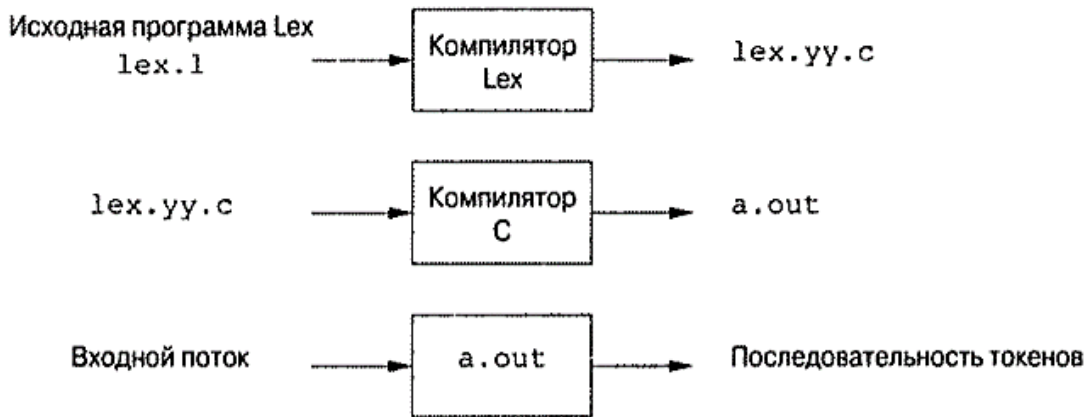 Исходная программа Lex
lex.l
Компилятор
Lex
lex.yy.c
lex.yy.c
Компилятор
C
a.out
Входной поток
a.out
Последовательность токенов